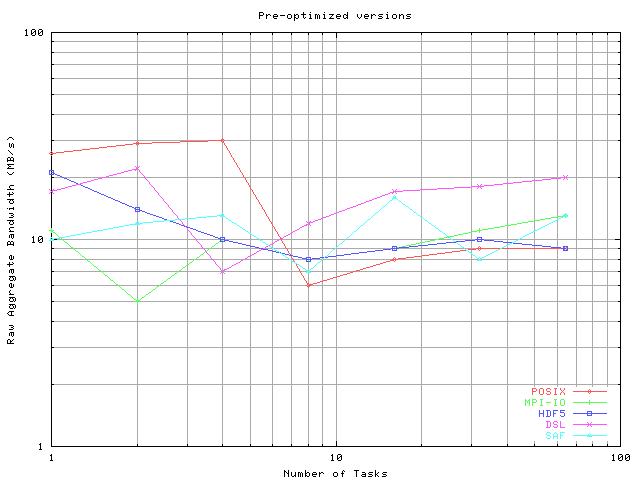 Pre-optimized versions
100
10
1
Raw Aggregate Bandwidth (MB/s)
POSIX
MPI-IO
HDF5
DSL
SAF
1 10 100
Number of Tasks